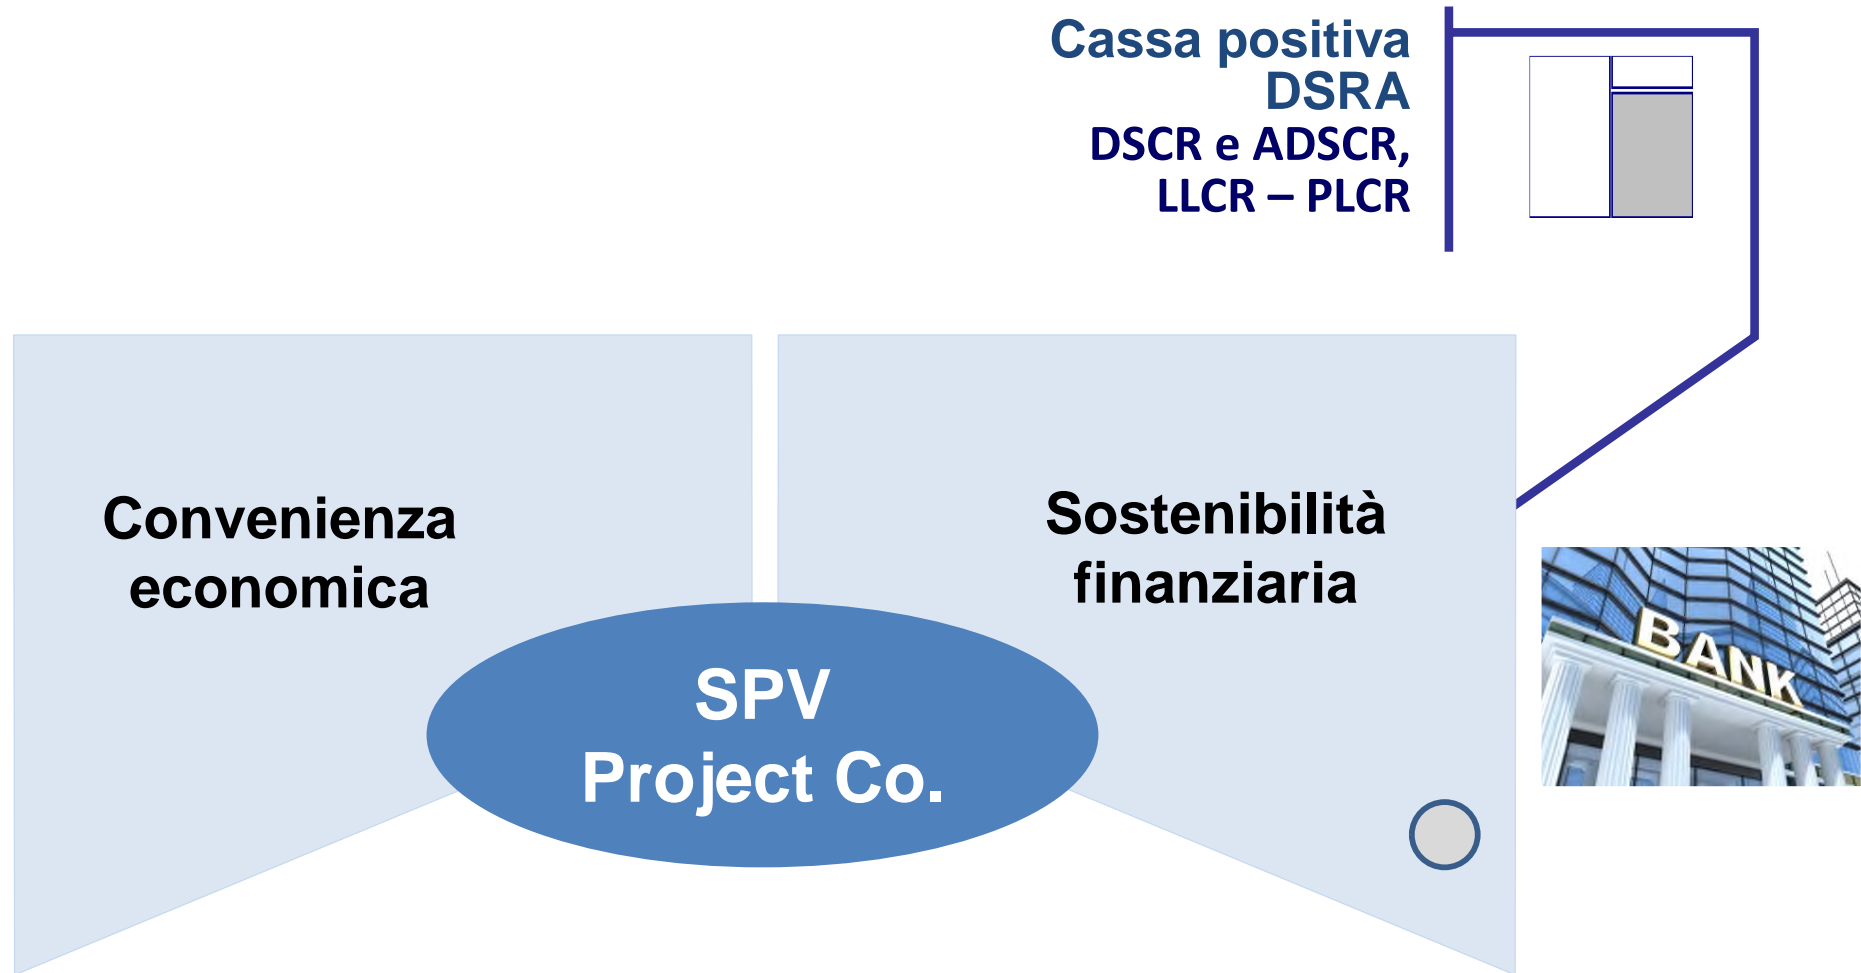 Cassa positiva
DSRA
DSCR e ADSCR,
LLCR – PLCR
Convenienza
economica
Sostenibilità
finanziaria
SPV
Project Co.
BANK